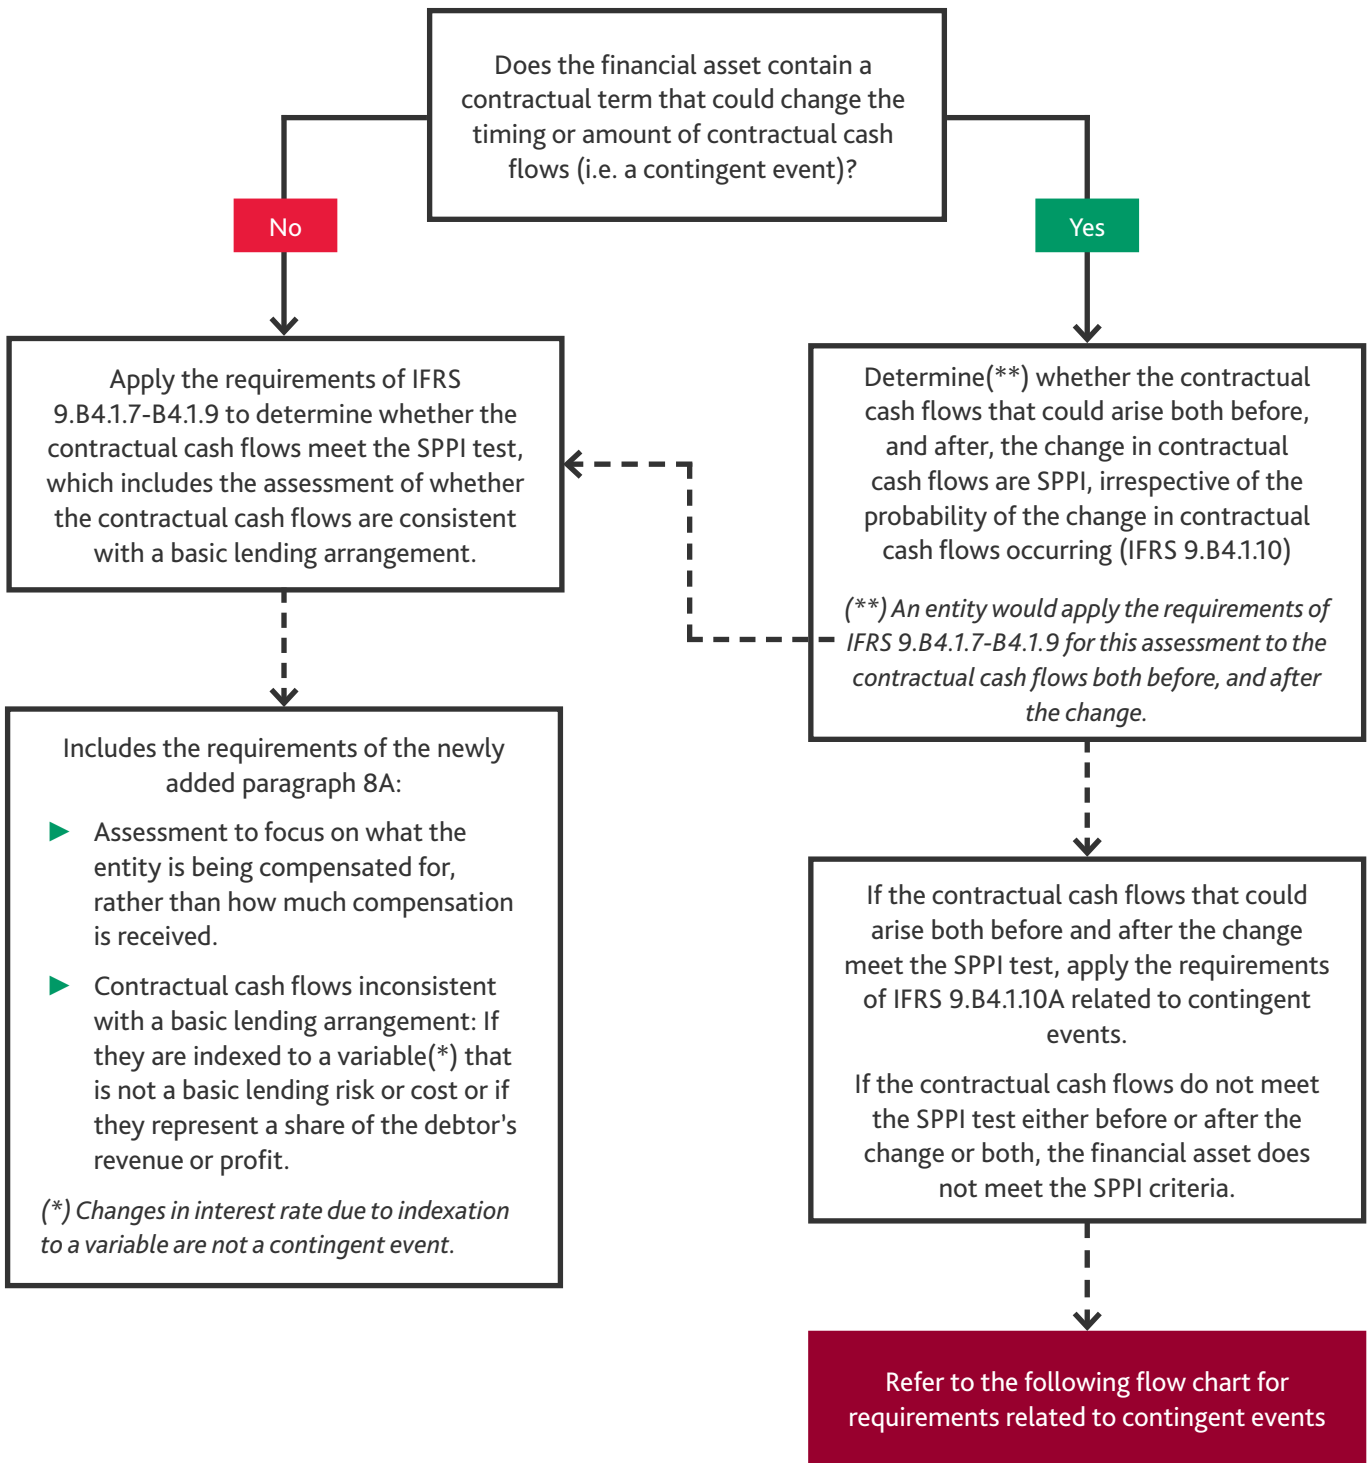 Does the financial asset contain a
contractual term that could change the
timing or amount of contractual cash
flows (i.e. a contingent event)?
No
Yes
Apply the requirements of IFRS
9.B4.1.7-B4.1.9 to determine whether the
contractual cash flows meet the SPPI test,
which includes the assessment of whether
the contractual cash flows are consistent
with a basic lending arrangement.
Includes the requirements of the newly
added paragraph 8A:
► Assessment to focus on what the
entity is being compensated for,
rather than how much compensation
is received.
► Contractual cash flows inconsistent
with a basic lending arrangement: If
they are indexed to a variable(*) that
is not a basic lending risk or cost or if
they represent a share of the debtor's
revenue or profit.
(*) Changes in interest rate due to indexation
to a variable are not a contingent event.
Determine(**) whether the contractual
cash flows that could arise both before,
and after, the change in contractual
cash flows are SPPI, irrespective of the
probability of the change in contractual
cash flows occurring (IFRS 9.B4.1.10)
(**) An entity would apply the requirements of
IFRS 9.B4.1.7-B4.1.9 for this assessment to the
contractual cash flows both before, and after
the change.
If the contractual cash flows that could
arise both before and after the change
meet the SPPI test, apply the requirements
of IFRS 9.B4.1.10A related to contingent
events.
If the contractual cash flows do not meet
the SPPI test either before or after the
change or both, the financial asset does
not meet the SPPI criteria.
Refer to the following flow chart for
requirements related to contingent events